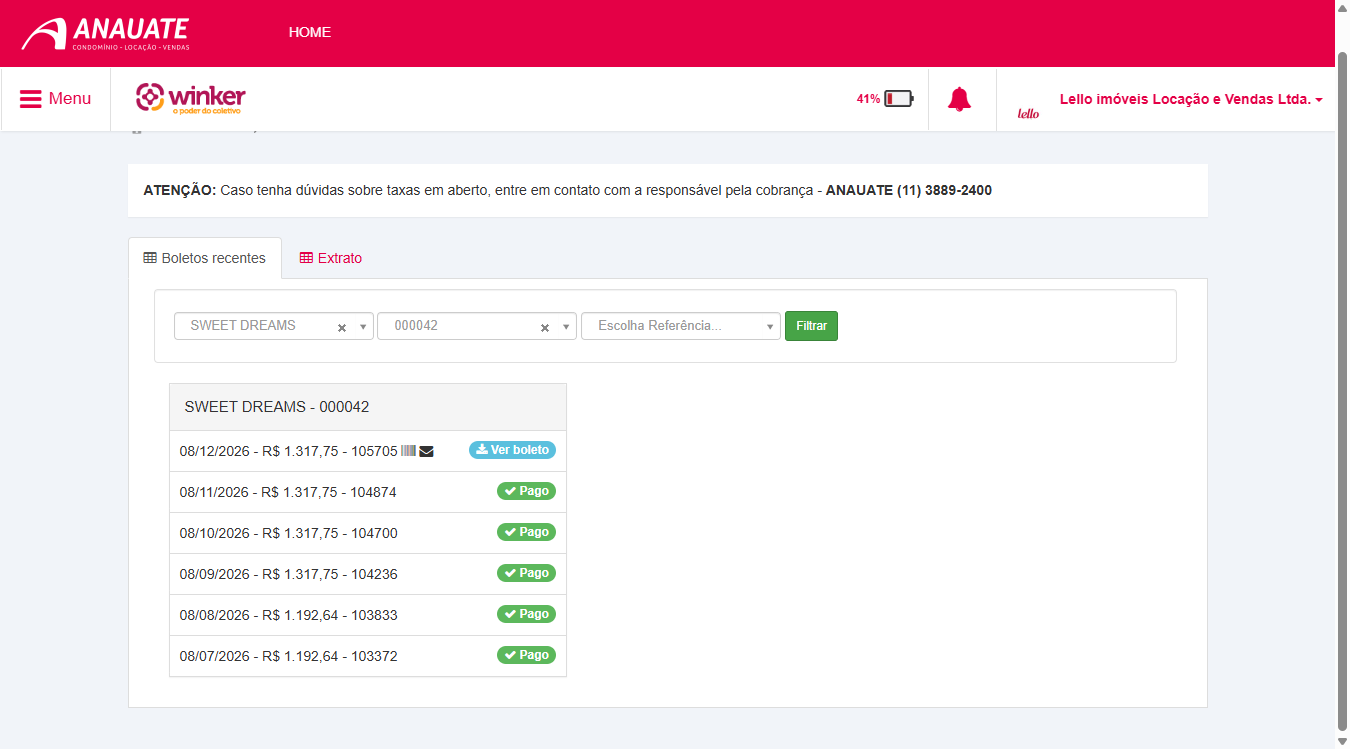 ANAUATE
CONDOMÍNIO - LOCAÇÃO - VENDAS
HOME
Menu
winker
o poder do coletivo
41%
lello
Lello imóveis Locação e Vendas Ltda.
ATENÇÃO: Caso tenha dúvidas sobre taxas em aberto, entre em contato com a responsável pela cobrança - ANAUATE (11) 3889-2400
Boletos recentes
Extrato
SWEET DREAMS
000042
Escolha Referência...
Filtrar
SWEET DREAMS - 000042
08/12/2026 - R$ 1.317,75 - 105705 Ver boleto
08/11/2026 - R$ 1.317,75 - 104874 Pago
08/10/2026 - R$ 1.317,75 - 104700 Pago
08/09/2026 - R$ 1.317,75 - 104236 Pago
08/08/2026 - R$ 1.192,64 - 103833 Pago
08/07/2026 - R$ 1.192,64 - 103372 Pago